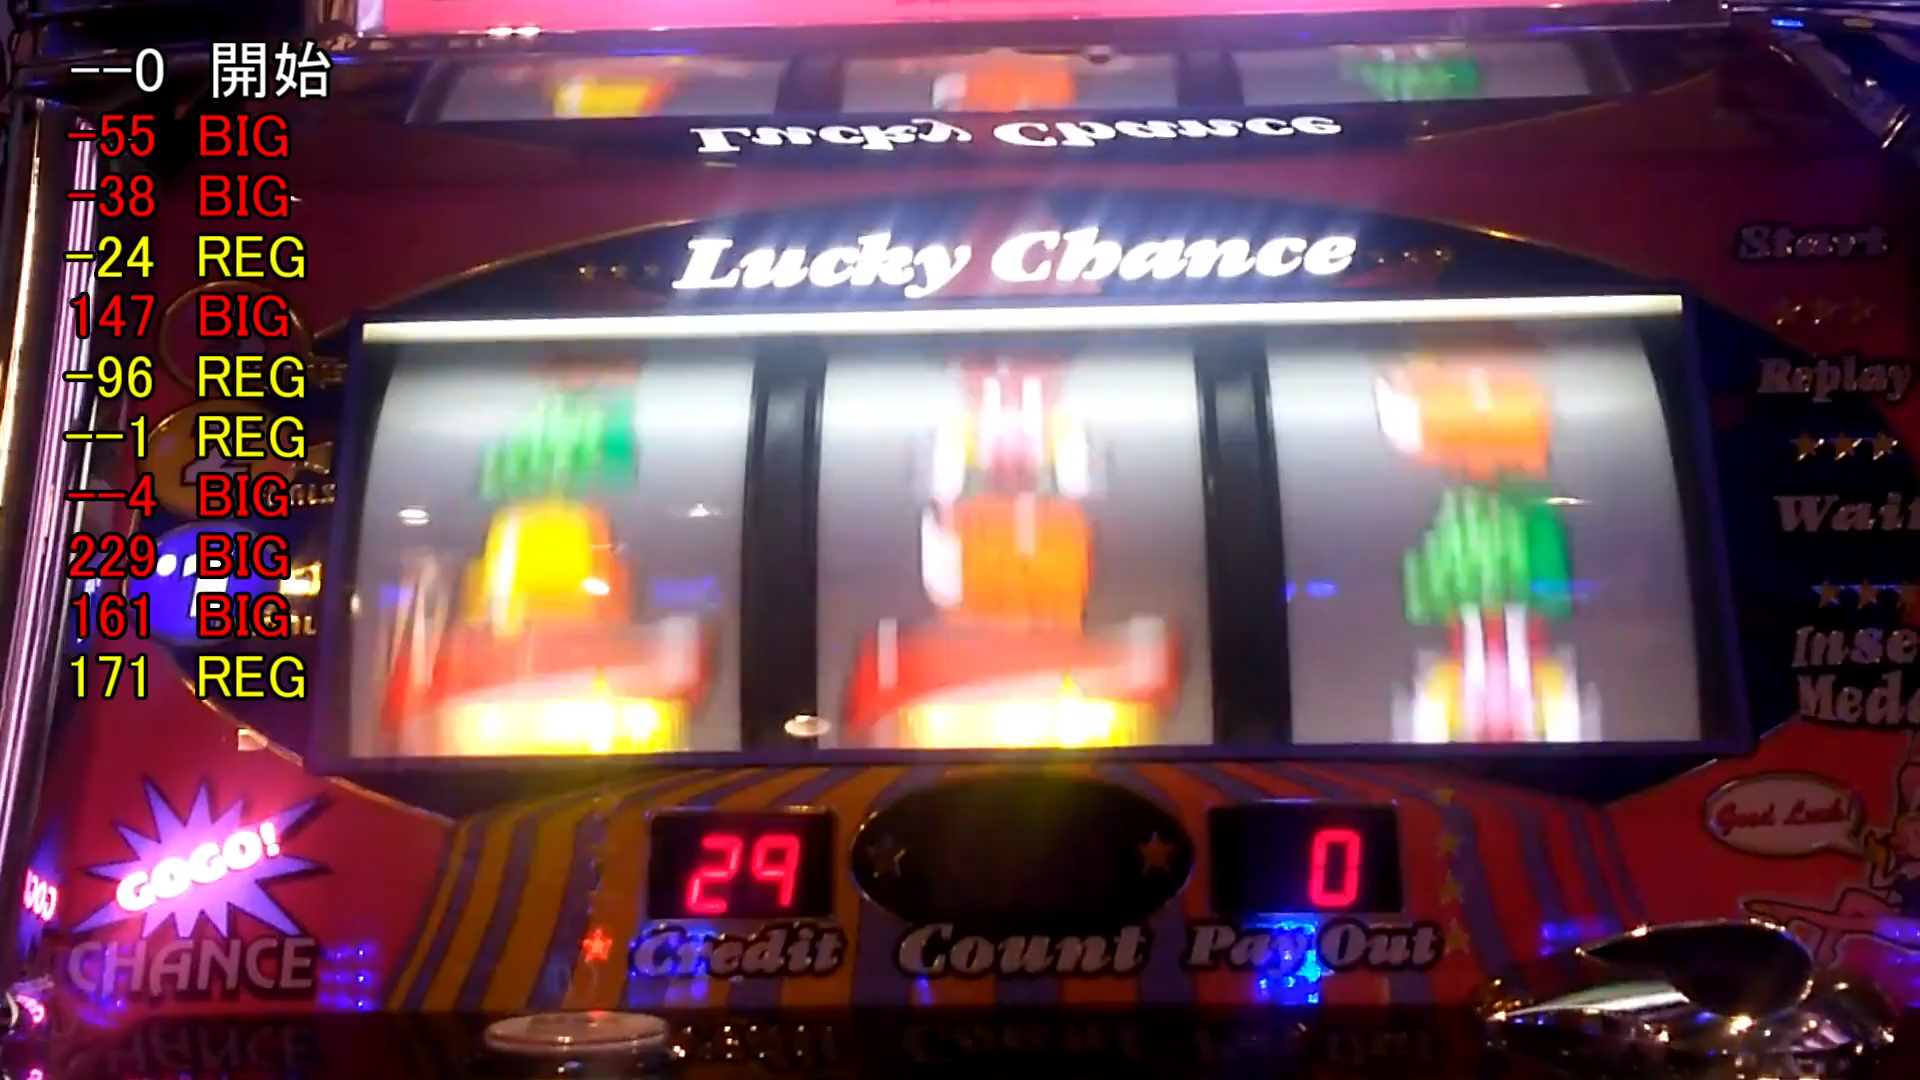 --0 開始
-55 BIG
-38 BIG
-24 REG
147 BIG
-96 REG
--1 REG
--4 BIG
229 BIG
161 BIG
171 REG
Lucky Chance
Lucky Chance
Start
Replay
Wait
Good Luck!
GOGO!
CHANCE
29
0
Credit
Count
Pay Out